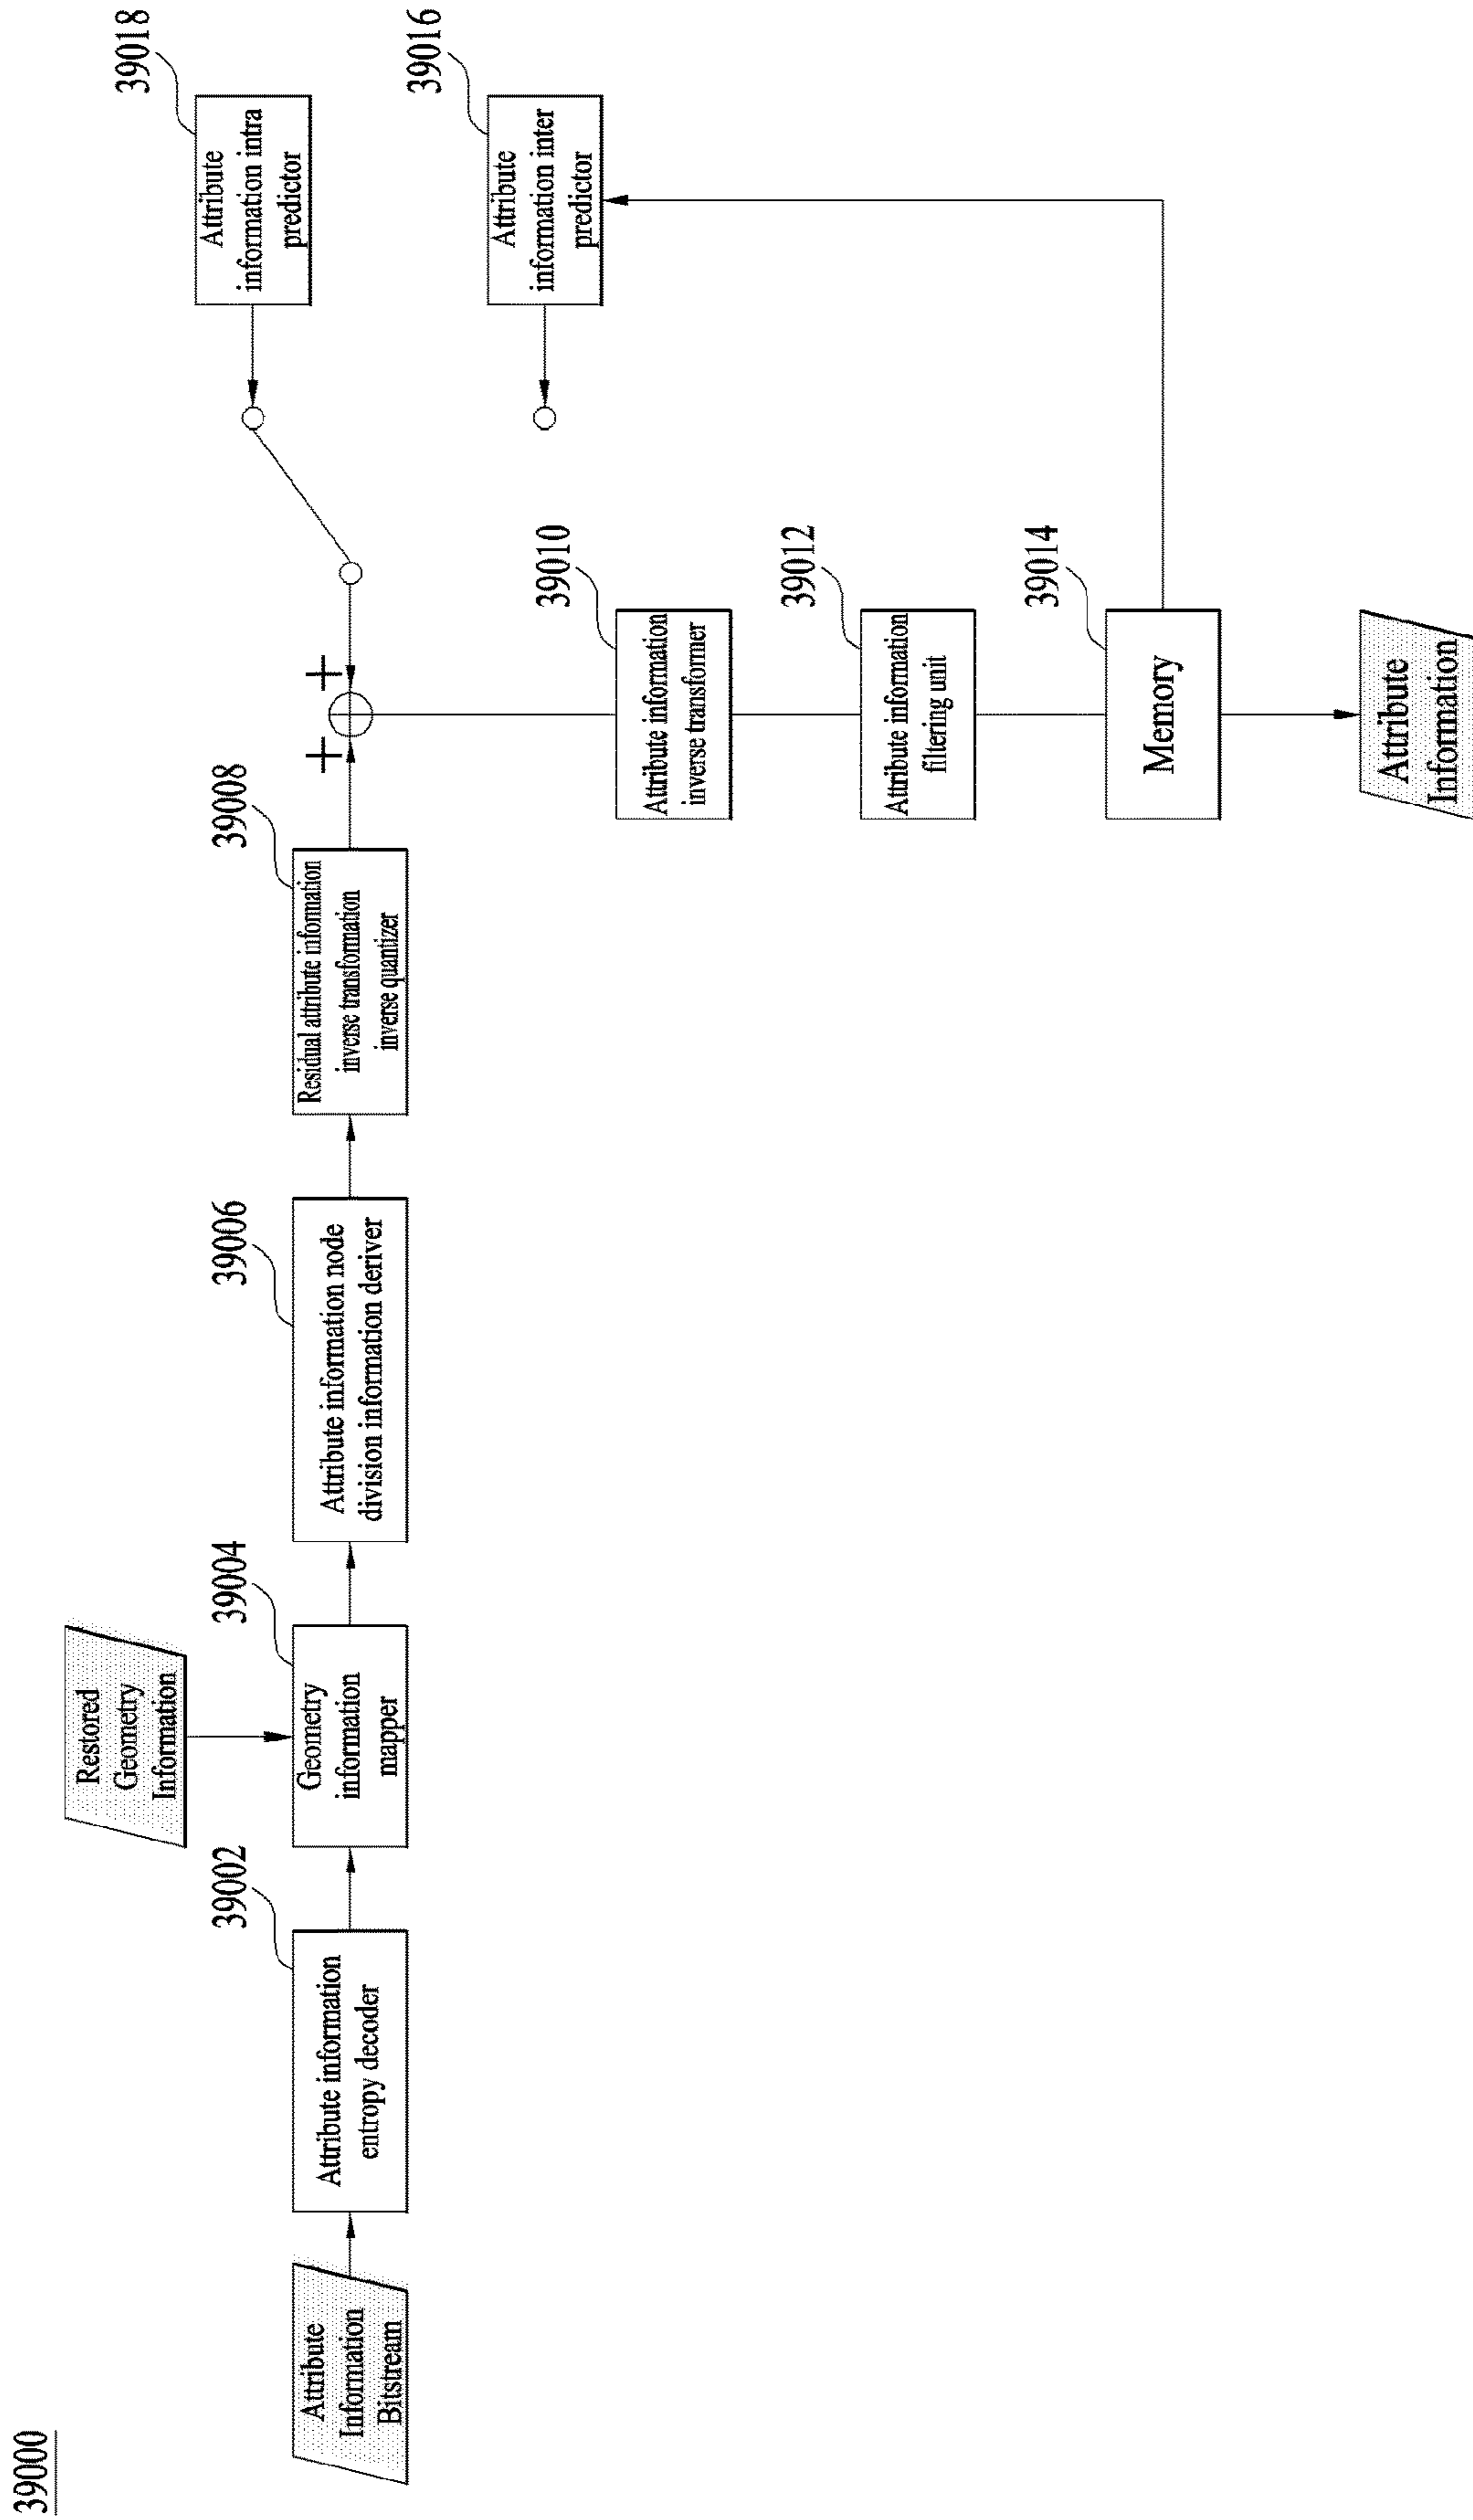 39000
Restored
Geometry
Information
Attribute
Information
Bitstream
39002
Attribute information
entropy decoder
39004
Geometry
information
mapper
39006
Attribute information node
division information deriver
39008
Residual attribute information
inverse transformation
inverse quantizer
+
+
39018
Attribute
information intra
predictor
39016
Attribute
information inter
predictor
39010
Attribute information
inverse transformer
39012
Attribute information
filtering unit
39014
Memory
Attribute
Information